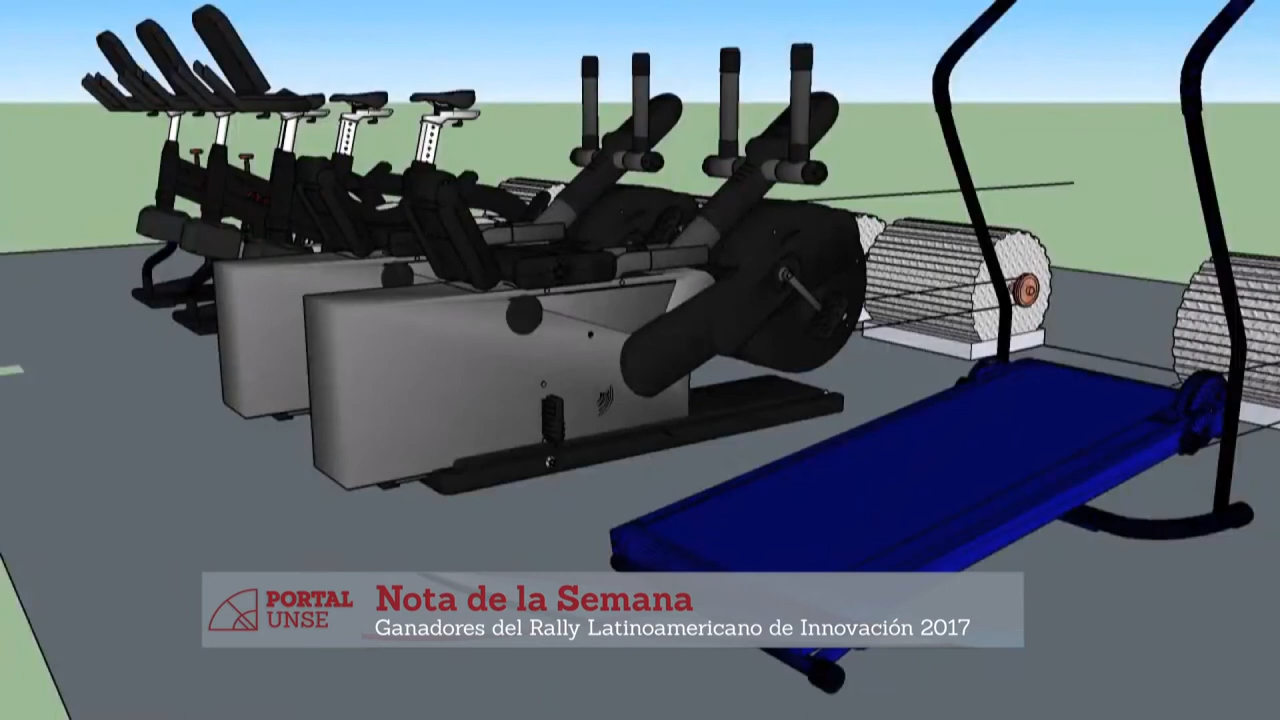 PORTAL
UNSE
Nota de la Semana
Ganadores del Rally Latinoamericano de Innovación 2017